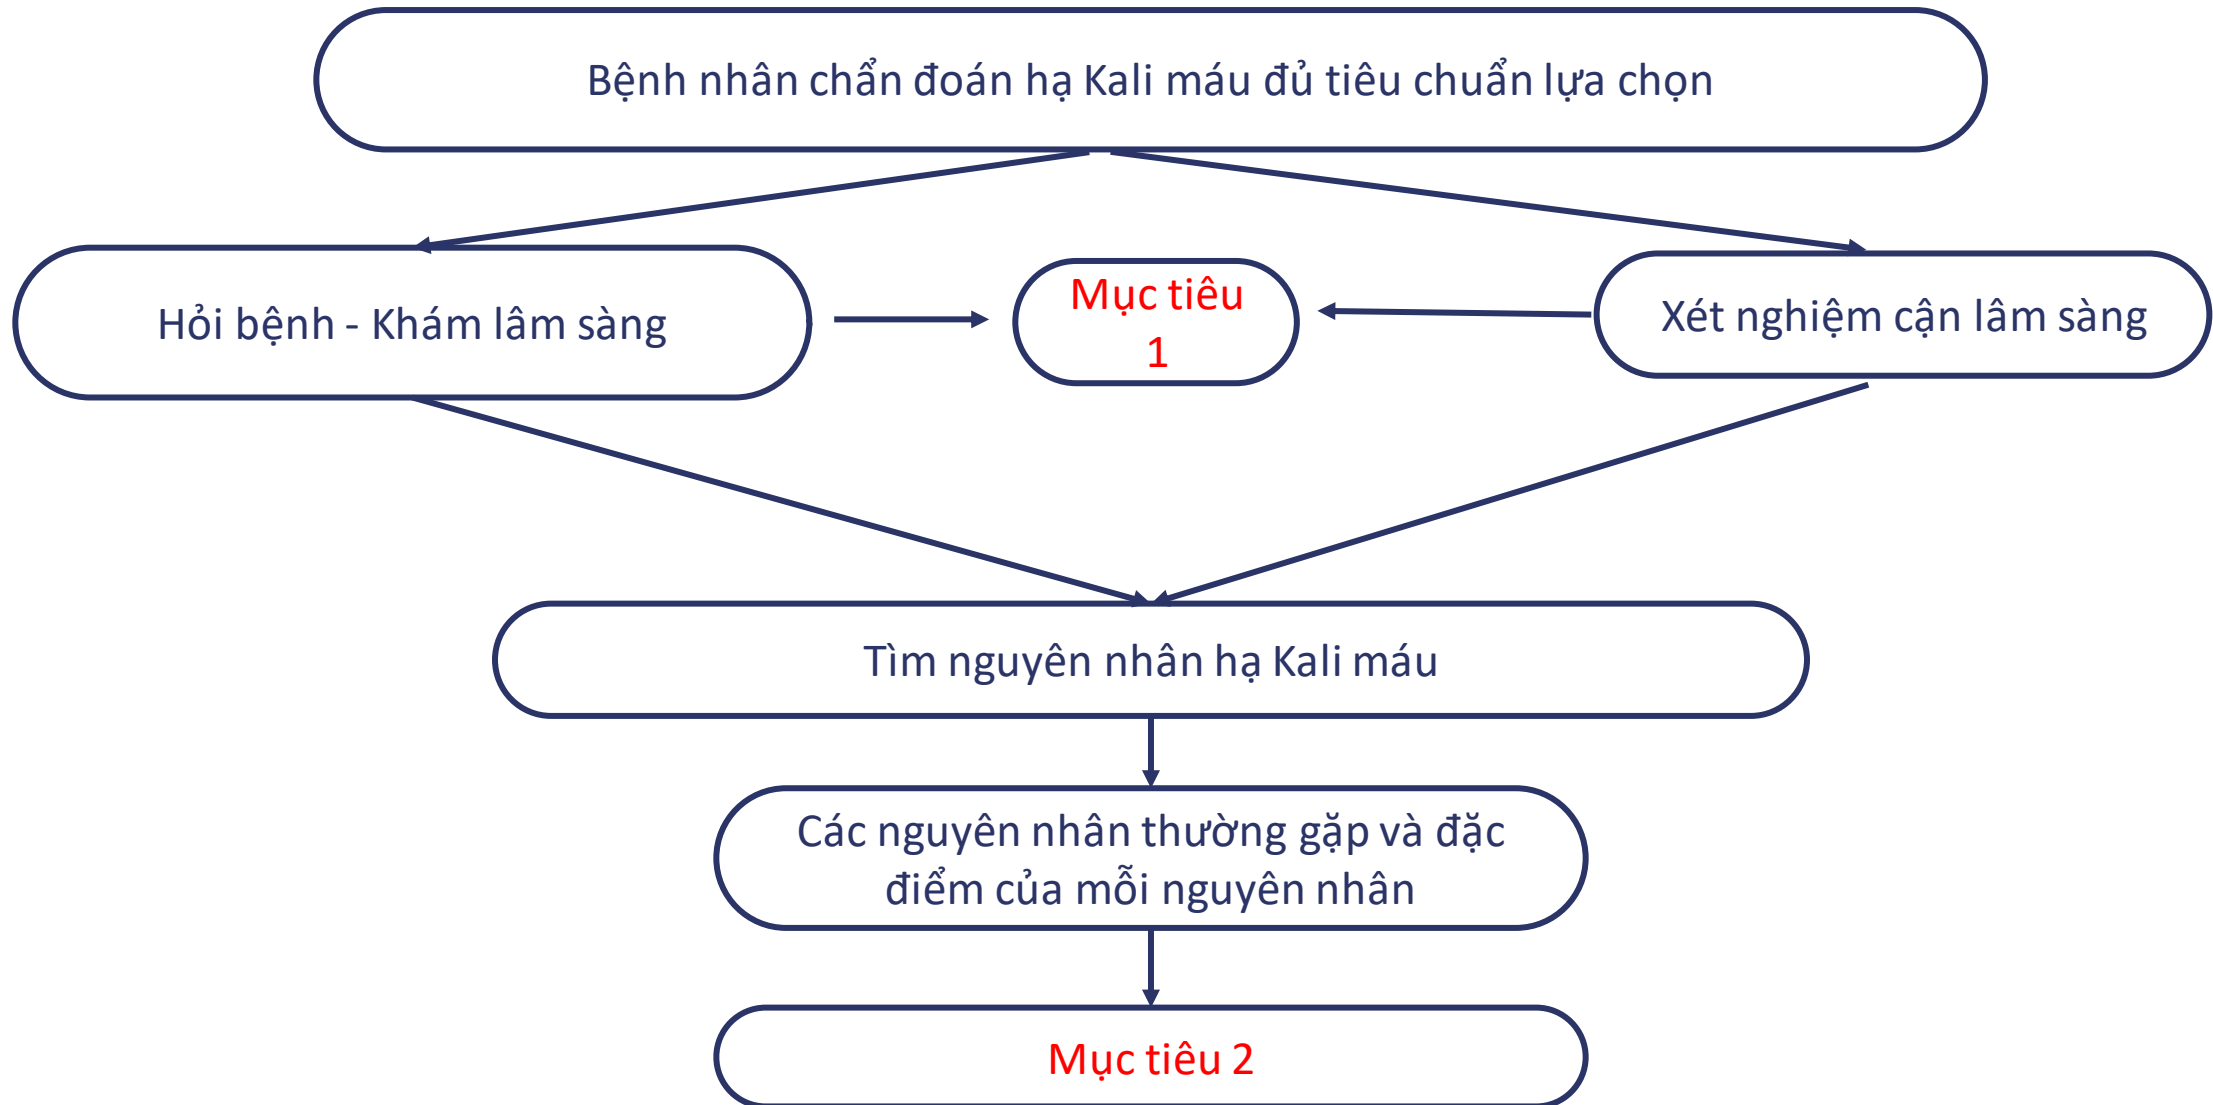 Bệnh nhân chẩn đoán hạ Kali máu đủ tiêu chuẩn lựa chọn
Hỏi bệnh - Khám lâm sàng
Mục tiêu
1
Xét nghiệm cận lâm sàng
Tìm nguyên nhân hạ Kali máu
Các nguyên nhân thường gặp và đặc
điểm của mỗi nguyên nhân
Mục tiêu 2